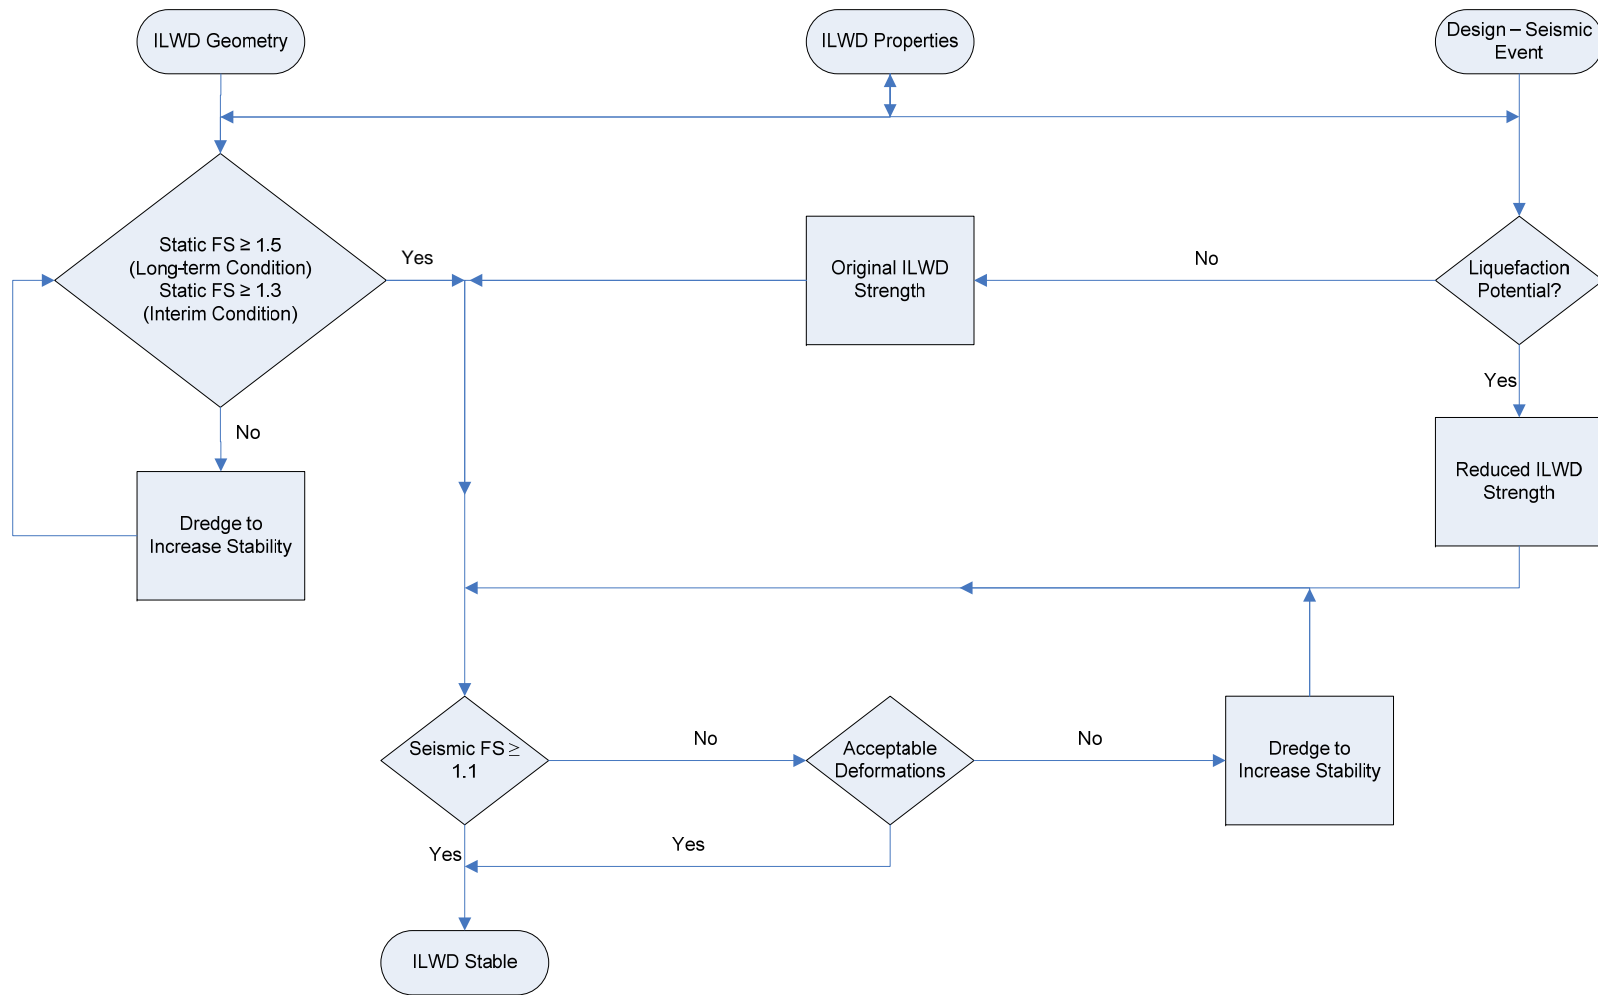 ILWD Geometry
ILWD Properties
Design – Seismic
Event
Static FS ≥ 1.5
(Long-term Condition)
Static FS ≥ 1.3
(Interim Condition)
Yes
Original ILWD
Strength
No
Liquefaction
Potential?
Yes
No
Reduced ILWD
Strength
Dredge to
Increase Stability
Seismic FS ≥
1.1
No
Acceptable
Deformations
No
Dredge to
Increase Stability
Yes
Yes
ILWD Stable